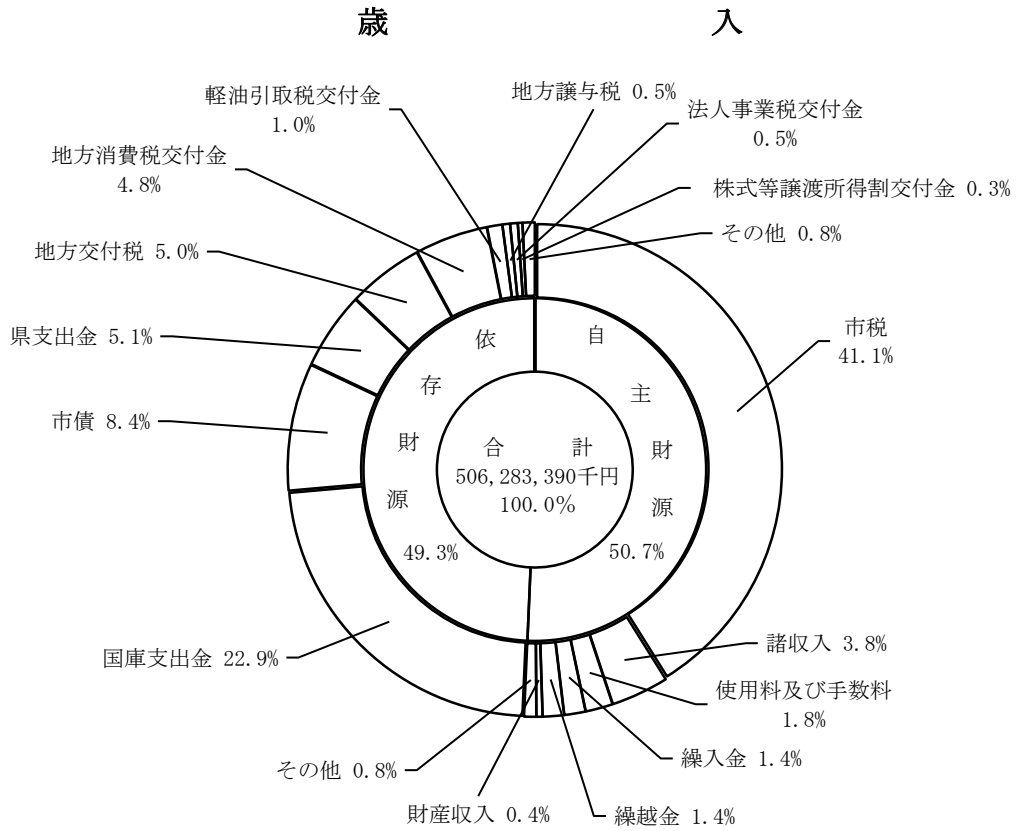 歳 入
軽油引取税交付金
1.0%
地方譲与税 0.5%
法人事業税交付金
0.5%
地方消費税交付金
4.8%
株式等譲渡所得割交付金 0.3%
その他 0.8%
地方交付税 5.0%
県支出金 5.1%
市債 8.4%
市税
41.1%
依存財源
49.3%
自主財源
50.7%
合 計
506,283,390千円
100.0%
国庫支出金 22.9%
諸収入 3.8%
使用料及び手数料
1.8%
繰入金 1.4%
その他 0.8%
財産収入 0.4%
繰越金 1.4%